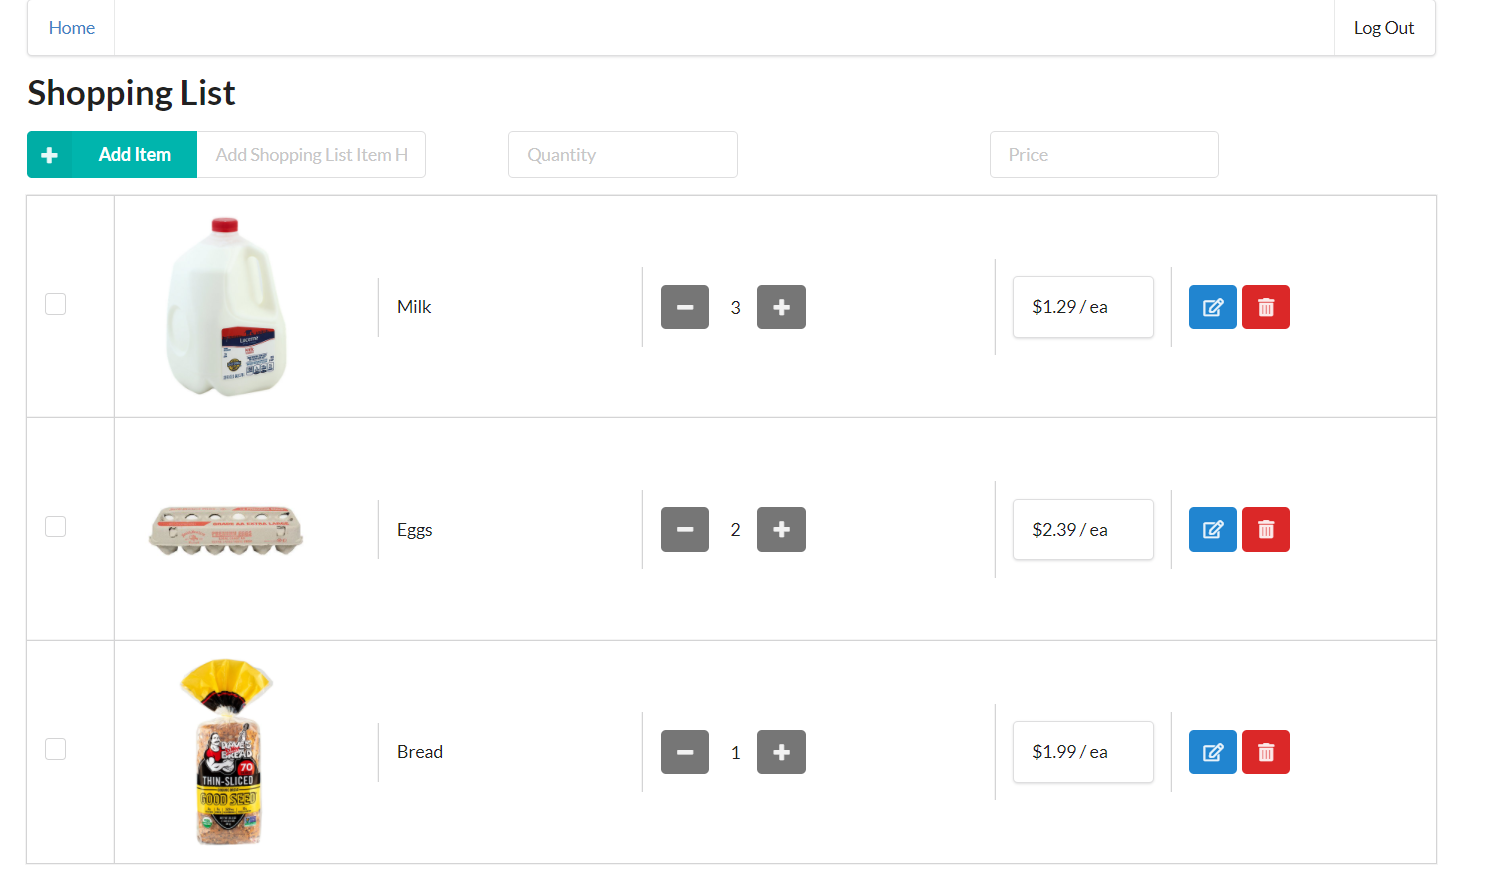 Home
Log Out
Shopping List
Add Item
Add Shopping List Item H
Quantity
Price
Lucerne
Milk
3
$1.29 / ea
Eggs
2
$2.39 / ea
DAVE'S
BREAD
70
THIN-SLICED
GOOD SEED
Bread
1
$1.99 / ea